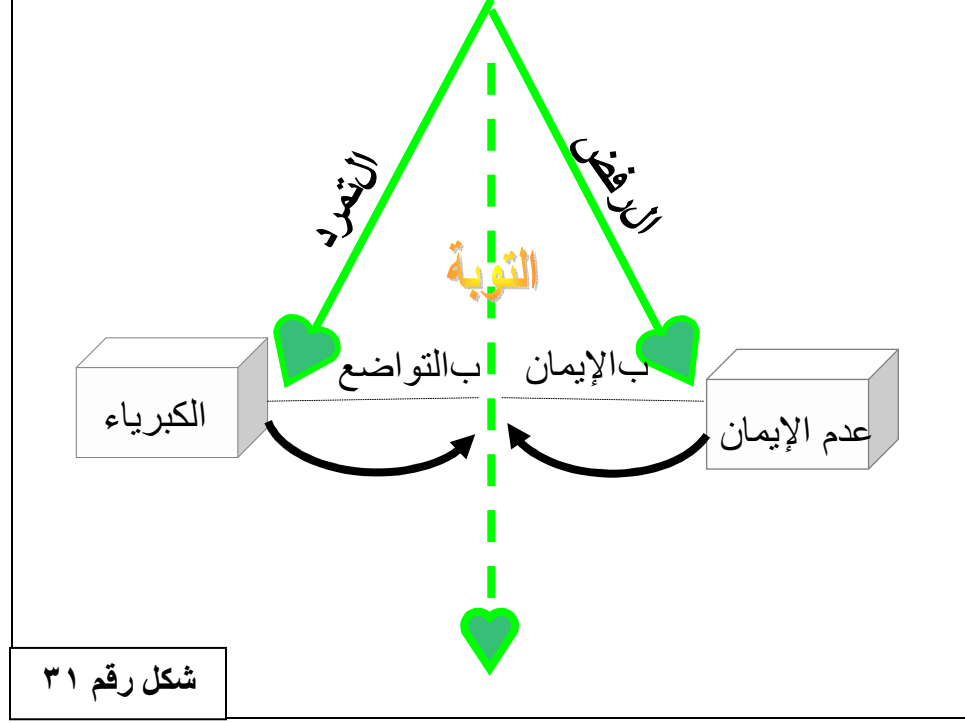 الرفض
التمرد
التوبة
بالإيمان
بالتواضع
عدم الإيمان
الكبرياء
شكل رقم ٣١